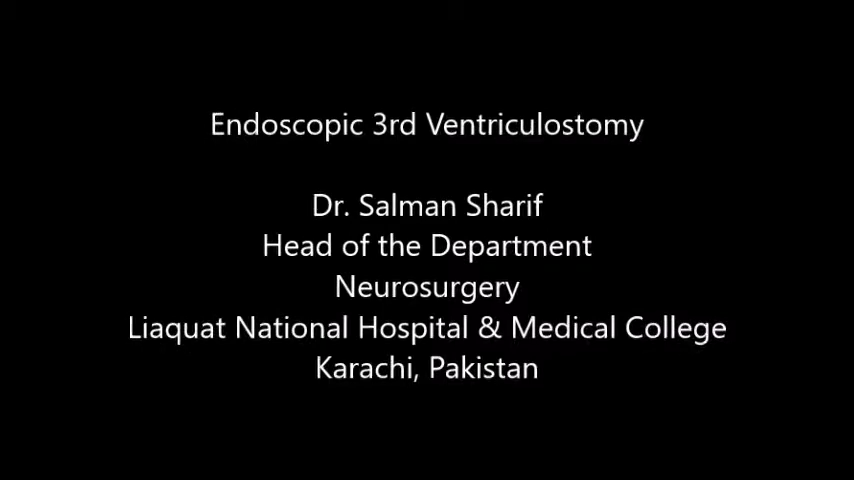 Endoscopic 3rd Ventriculostomy
Dr. Salman Sharif
Head of the Department
Neurosurgery
Liaquat National Hospital & Medical College
Karachi, Pakistan